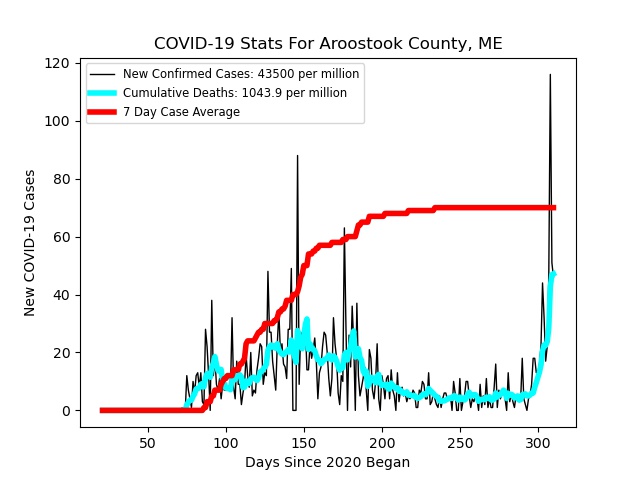 COVID-19 Stats For Aroostook County, ME
New Confirmed Cases: 43500 per million
Cumulative Deaths: 1043.9 per million
7 Day Case Average
New COVID-19 Cases
120
100
80
60
40
20
0
50 100 150 200 250 300
Days Since 2020 Began